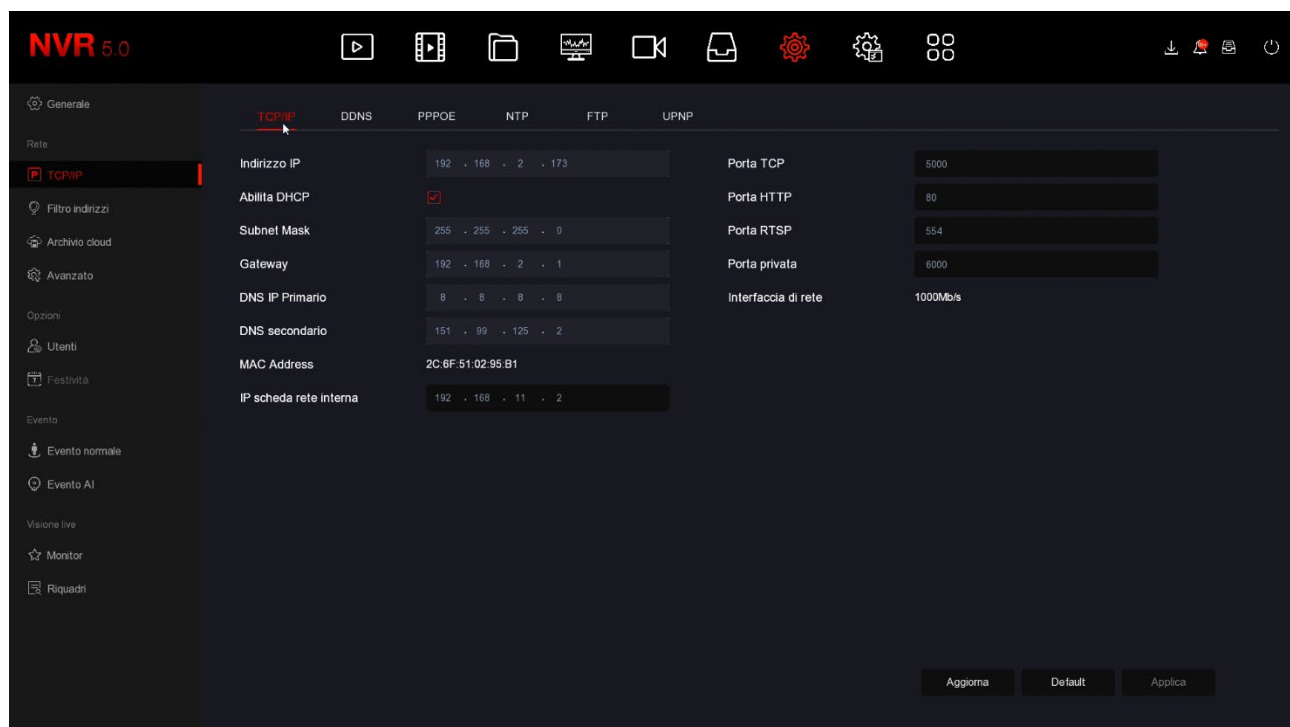 NVR 5.0
Generale
TCP/IP DDNS PPPOE NTP FTP UPNP
Rete
TCP/IP
Filtro indirizzi
Archivio cloud
Avanzato
Opzioni
Utenti
Festività
Evento
Evento normale
Evento AI
Visione live
Monitor
Riquadri
Indirizzo IP 192 . 168 . 2 . 173
Abilita DHCP
Subnet Mask 255 . 255 . 255 . 0
Gateway 192 . 168 . 2 . 1
DNS IP Primario 8 . 8 . 8 . 8
DNS secondario 151 . 99 . 125 . 2
MAC Address 2C:6F:51:02:95:B1
IP scheda rete interna 192 . 168 . 11 . 2
Porta TCP 5000
Porta HTTP 80
Porta RTSP 554
Porta privata 6000
Interfaccia di rete 1000Mb/s
Aggiorna Default Applica